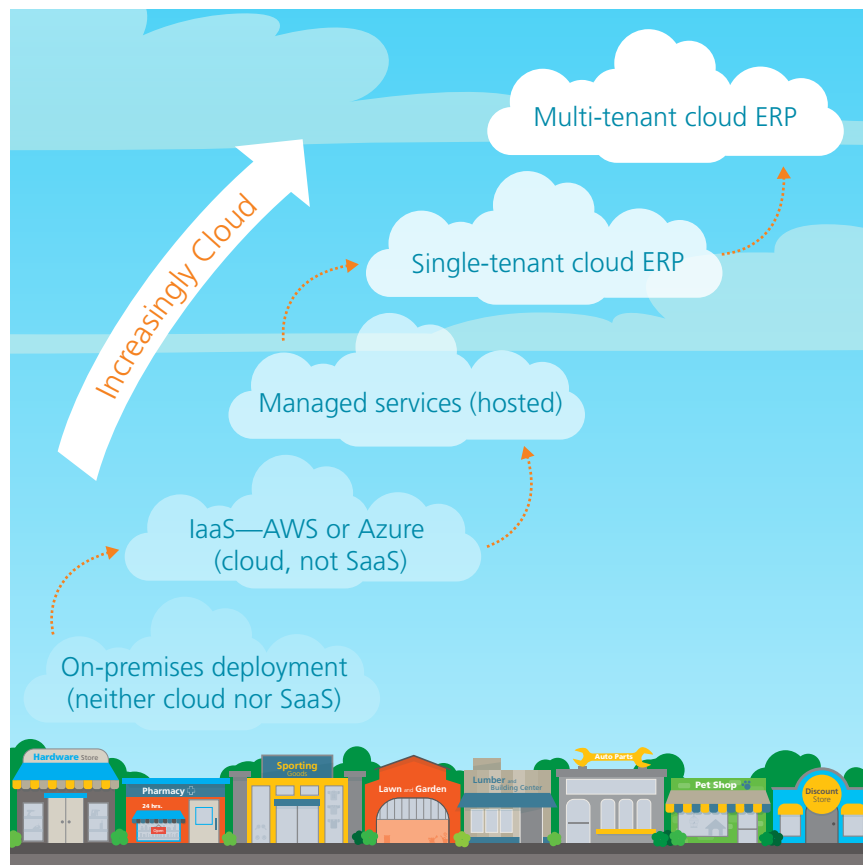 Multi-tenant cloud ERP
Increasingly Cloud
Single-tenant cloud ERP
Managed services (hosted)
IaaS—AWS or Azure
(cloud, not SaaS)
On-premises deployment
(neither cloud nor SaaS)
Hardware Store
Pharmacy
24 hrs.
Open
Sporting
Goods
Lawn and Garden
Lumber and
Building Center
Auto Parts
Pet Shop
Discount
Store